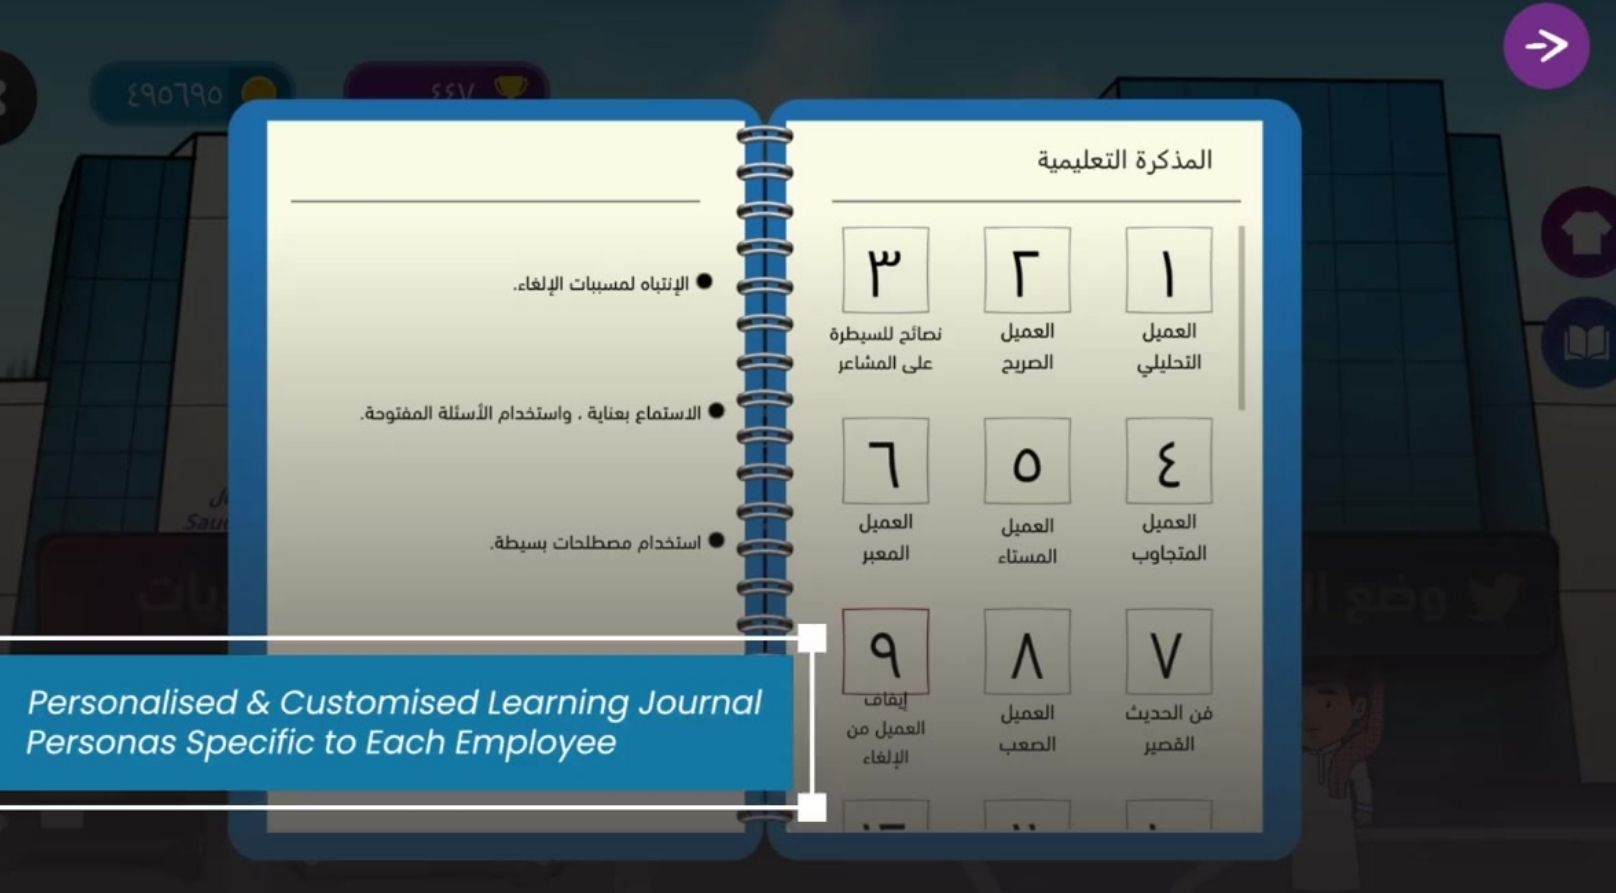 ٤٩٥٦٩٥
٤٤٧
المذكرة التعليمية
١
٢
٣
العميل
التحليلي
العميل
الصريح
نصائح للسيطرة
على المشاعر
٤
٥
٦
العميل
المتجاوب
العميل
المستاء
العميل
المعبر
٧
٨
٩
فن الحديث
القصير
العميل
الصعب
إيقاف
العميل من
الإلغاء
الإنتباه لمسببات الإلغاء.
الاستماع بعناية ، واستخدام الأسئلة المفتوحة.
استخدام مصطلحات بسيطة.
وضع
Personalised & Customised Learning Journal
Personas Specific to Each Employee